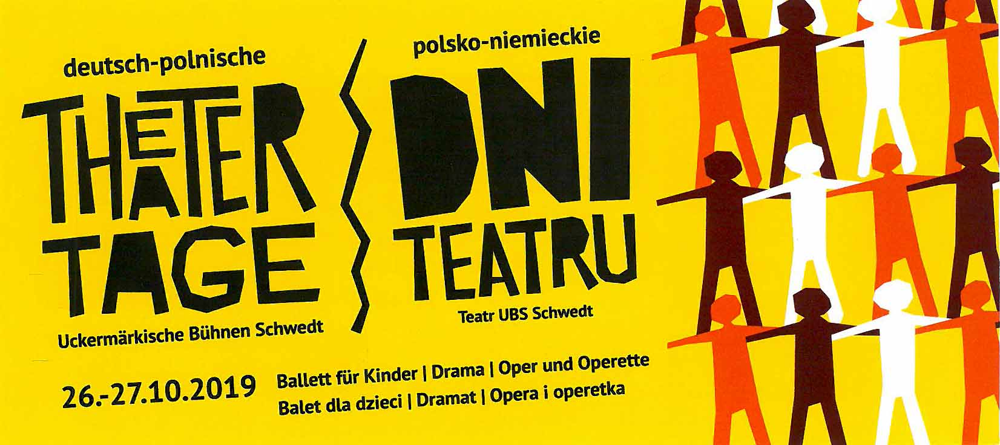 deutsch-polnische
THEATER
TAGE
Uckermärkische Bühnen Schwedt
polsko-niemieckie
DNI
TEATRU
Teatr UBS Schwedt
26.-27.10.2019
Ballett für Kinder | Drama | Oper und Operette
Balet dla dzieci | Dramat | Opera i operetka